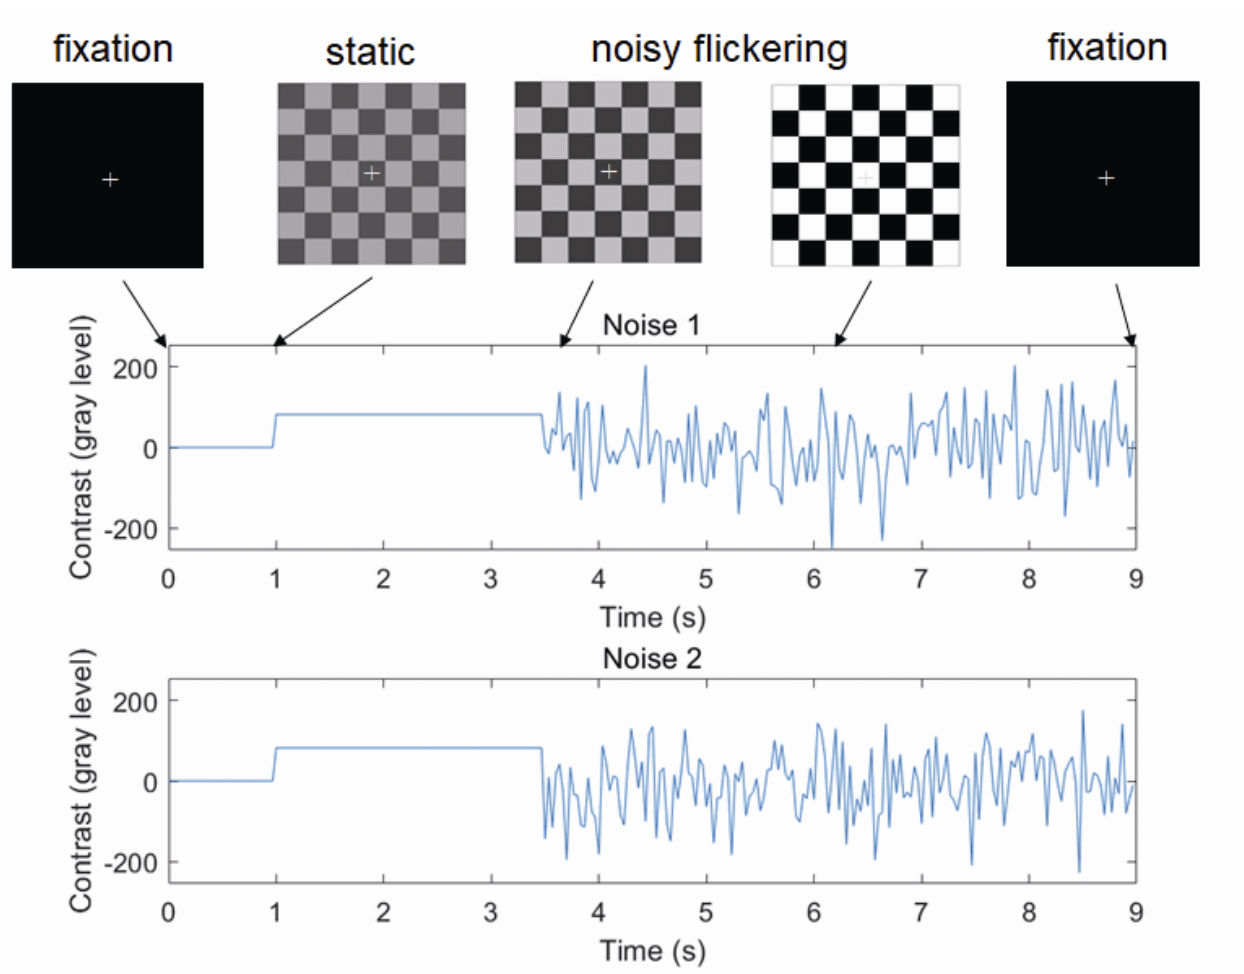 fixation
static
noisy flickering
fixation
Noise 1
Contrast (gray level)
200
0
-200
0 1 2 3 4 5 6 7 8 9
Time (s)
Noise 2
Contrast (gray level)
200
0
-200
0 1 2 3 4 5 6 7 8 9
Time (s)